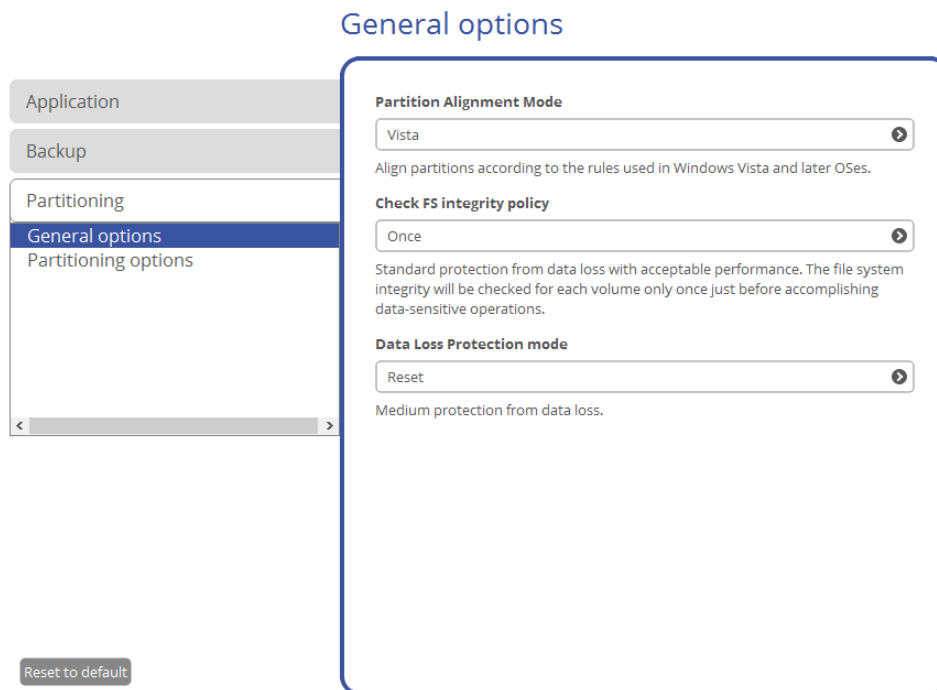 General options
Application
Backup
Partitioning
General options
Partitioning options
Partition Alignment Mode
Vista
Align partitions according to the rules used in Windows Vista and later OSes.
Check FS integrity policy
Once
Standard protection from data loss with acceptable performance. The file system
integrity will be checked for each volume only once just before accomplishing
data-sensitive operations.
Data Loss Protection mode
Reset
Medium protection from data loss.
Reset to default